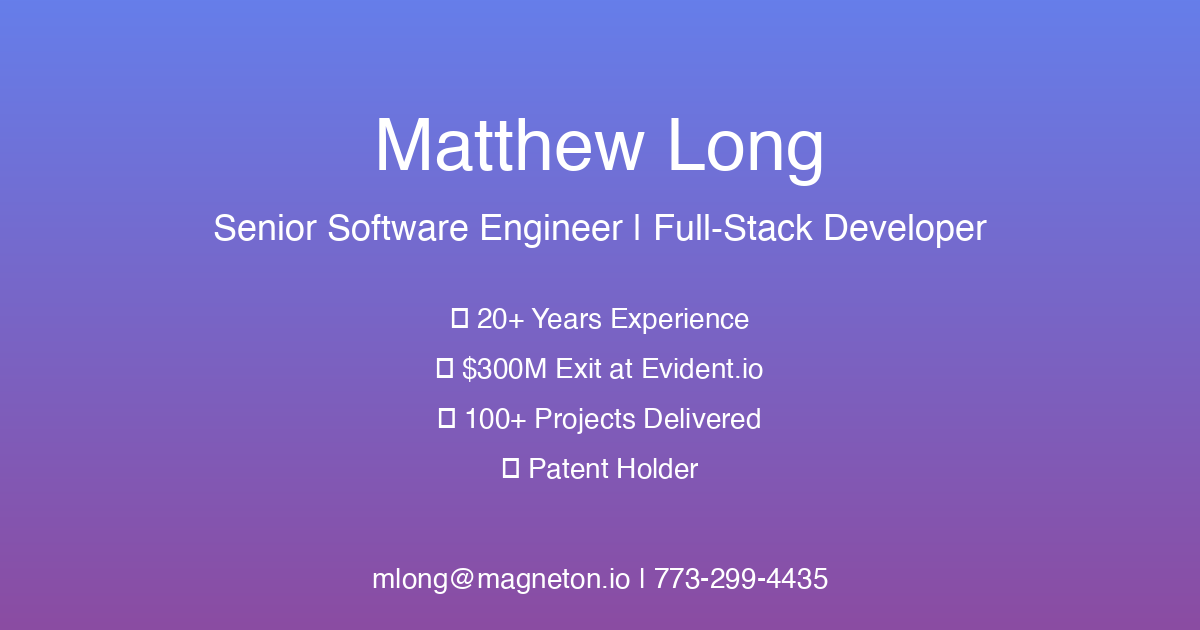 Matthew Long
Senior Software Engineer | Full-Stack Developer
20+ Years Experience
$300M Exit at Evident.io
100+ Projects Delivered
Patent Holder
mlong@magneton.io | 773-299-4435